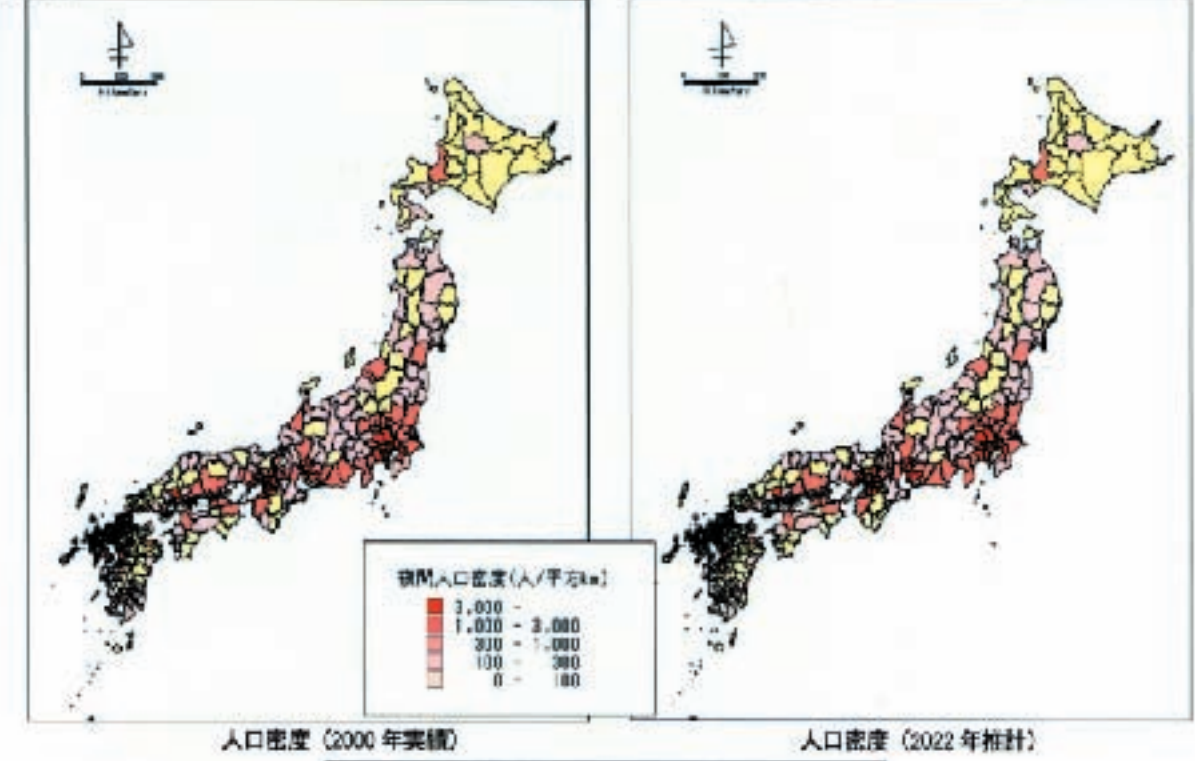 夜間人口密度(人/平方km)
3,000 -
1,000 - 3,000
300 - 1,000
100 - 300
0 - 100
人口密度 (2000 年実績)
人口密度 (2022 年推計)